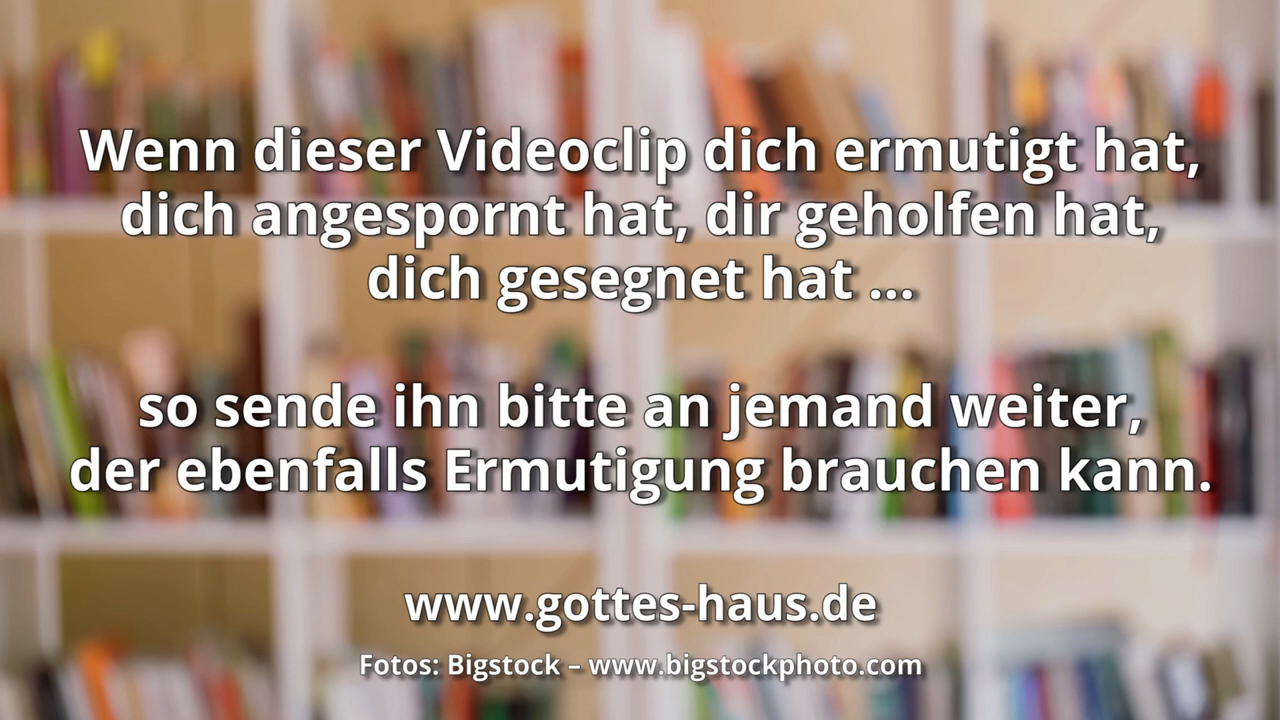 Wenn dieser Videoclip dich ermutigt hat,
dich angespornt hat, dir geholfen hat,
dich gesegnet hat ...
so sende ihn bitte an jemand weiter,
der ebenfalls Ermutigung brauchen kann.
www.gottes-haus.de
Fotos: Bigstock – www.bigstockphoto.com